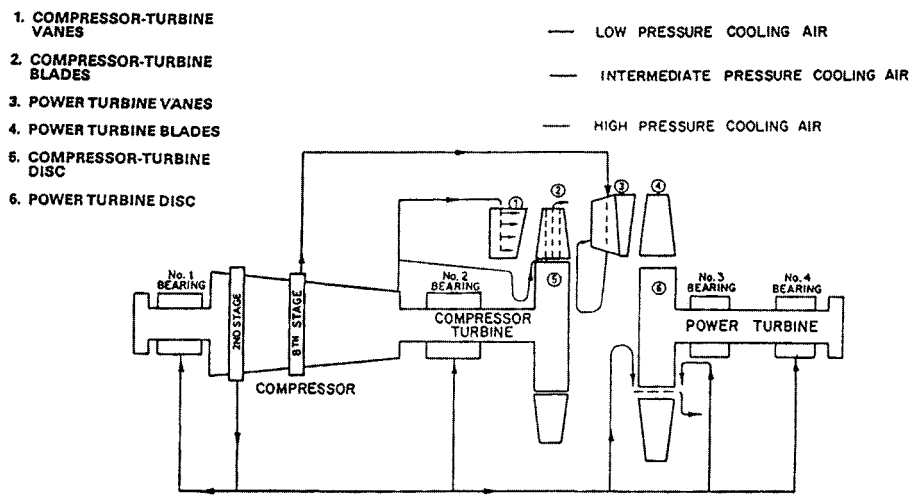 1. COMPRESSOR-TURBINE
VANES
2. COMPRESSOR-TURBINE
BLADES
3. POWER TURBINE VANES
4. POWER TURBINE BLADES
5. COMPRESSOR-TURBINE
DISC
6. POWER TURBINE DISC
LOW PRESSURE COOLING AIR
INTERMEDIATE PRESSURE COOLING AIR
HIGH PRESSURE COOLING AIR
1
2
3
4
No. 1
BEARING
2ND STAGE
8TH STAGE
COMPRESSOR
No. 2
BEARING
COMPRESSOR
TURBINE
5
6
No. 3
BEARING
No. 4
BEARING
POWER TURBINE